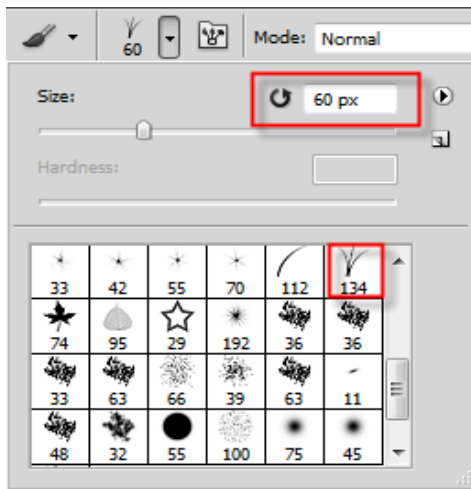 60
Mode: Normal
Size:
60 px
Hardness:
33 42 55 70 112 134
74 95 29 192 36 36
33 63 66 39 63 11
48 32 55 100 75 45